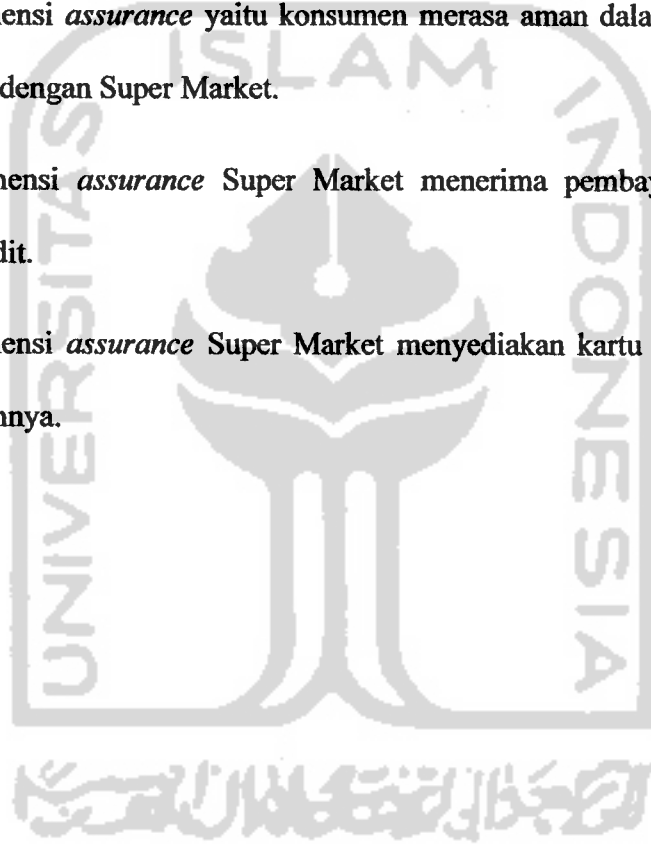 ensi assurance yaitu konsumen merasa aman dala
dengan Super Market.
nensi assurance Super Market menerima pembay
dit.
ensi assurance Super Market menyediakan kartu
nnya.
ISLAM
UNIVERSITAS
INDONESIA